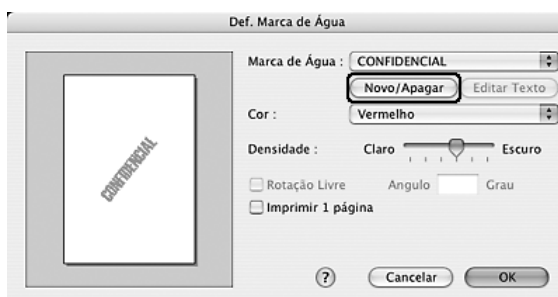 Def. Marca de Água
Marca de Água : CONFIDENCIAL
Novo/Apagar Editar Texto
Cor : Vermelho
Densidade : Claro Escuro
Rotação Livre Angulo Grau
Imprimir 1 página
CONFIDENCIAL
? Cancelar OK